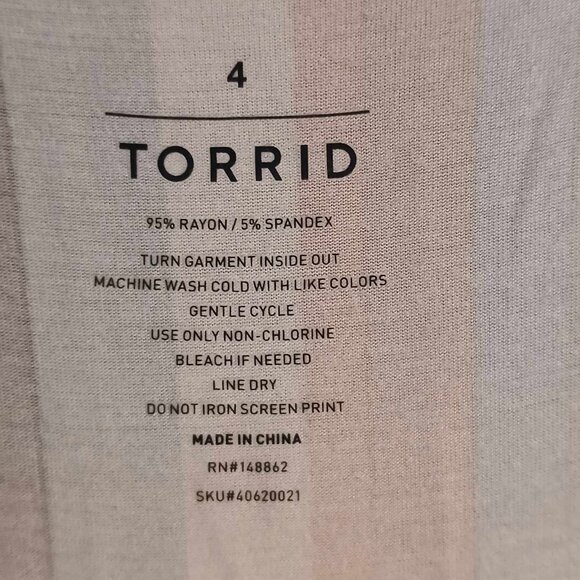 4
TORRID
95% RAYON / 5% SPANDEX
TURN GARMENT INSIDE OUT
MACHINE WASH COLD WITH LIKE COLORS
GENTLE CYCLE
USE ONLY NON-CHLORINE
BLEACH IF NEEDED
LINE DRY
DO NOT IRON SCREEN PRINT
MADE IN CHINA
RN#148862
SKU#40620021